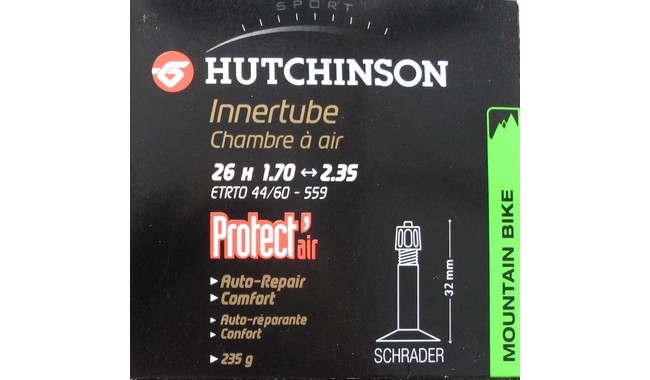 SPORT
HUTCHINSON
Innertube
Chambre à air
26 x 1.70 ↔ 2.35
ETRTO 44/60 - 559
Protect'air
▸ Auto-Repair
▸ Comfort
▸ Auto-réparante
▸ Confort
▸ 235 g
32 mm
SCHRADER
MOUNTAIN BIKE